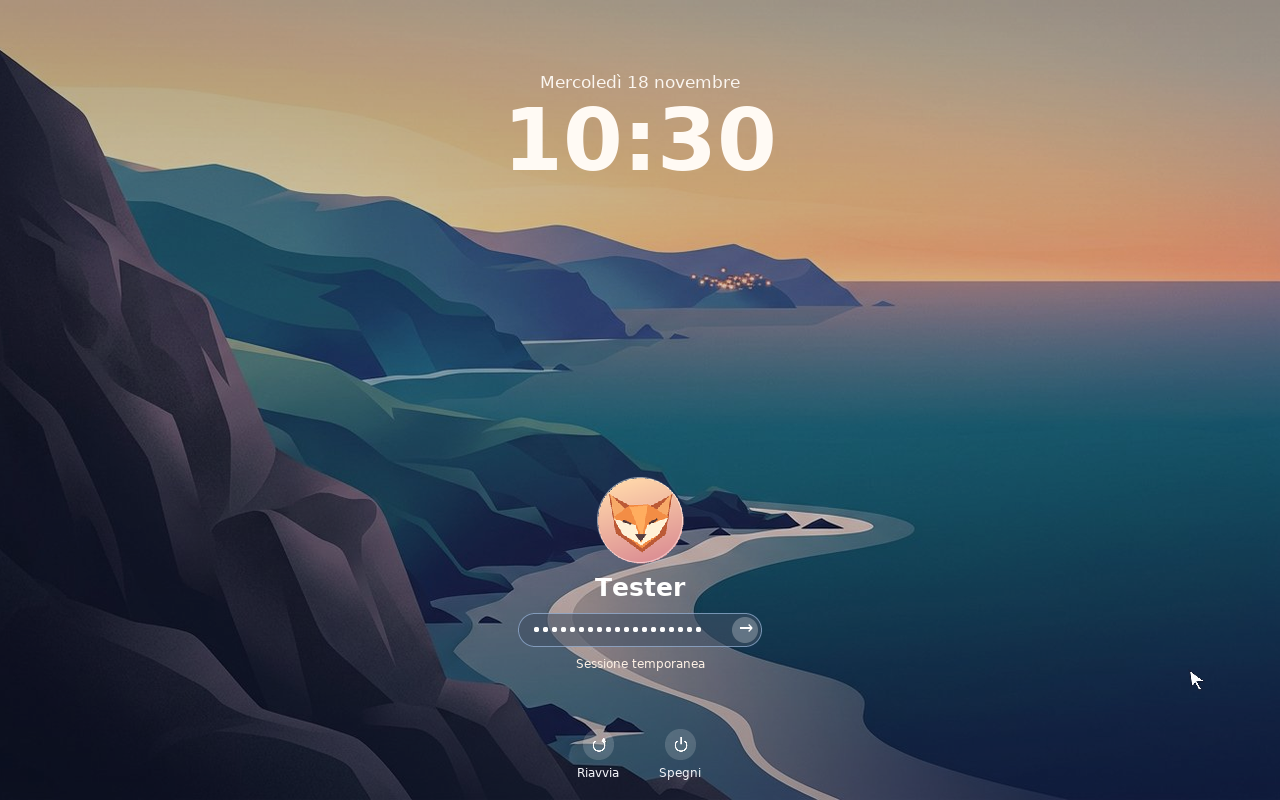 Mercoledì 18 novembre
10:30
Tester
Sessione temporanea
Riavvia
Spegni